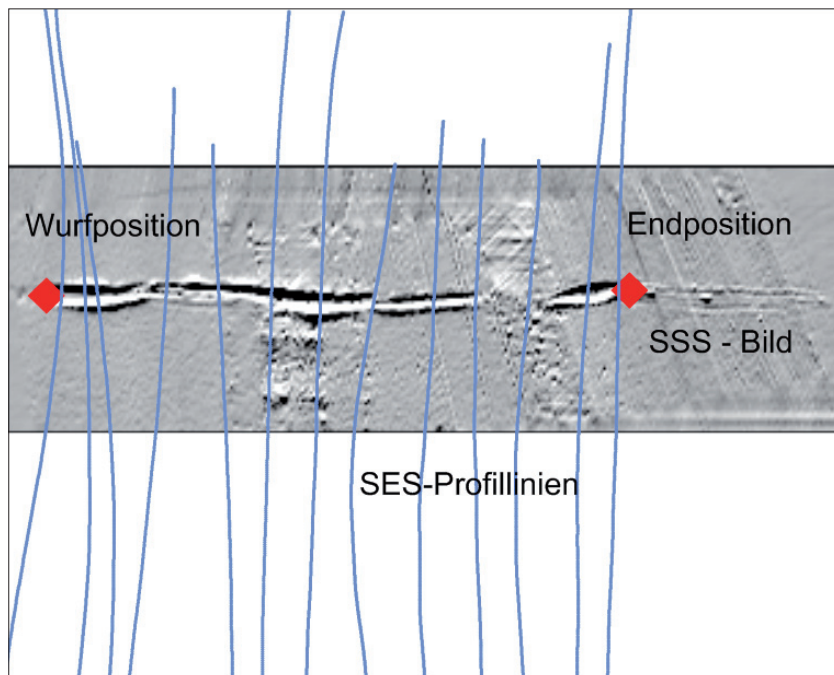 Wurfposition
Endposition
SSS - Bild
SES-Profillinien